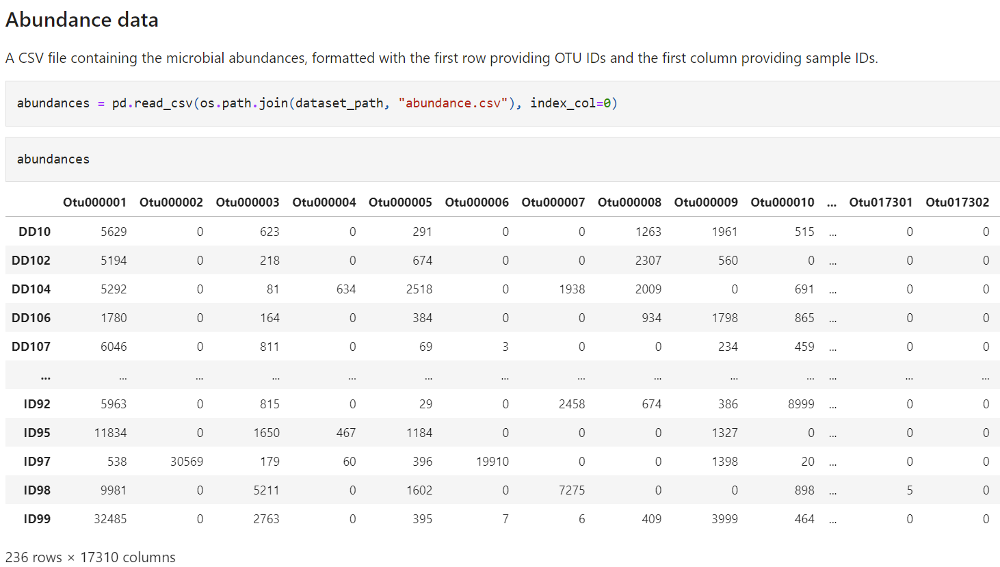 Abundance data
A CSV file containing the microbial abundances, formatted with the first row providing OTU IDs and the first column providing sample IDs.
abundances = pd.read_csv(os.path.join(dataset_path, "abundance.csv"), index_col=0)
abundances
Otu000001 Otu000002 Otu000003 Otu000004 Otu000005 Otu000006 Otu000007 Otu000008 Otu000009 Otu000010 ... Otu017301 Otu017302
DD10 5629 0 623 0 291 0 0 1263 1961 515 ... 0 0
DD102 5194 0 218 0 674 0 0 2307 560 0 ... 0 0
DD104 5292 0 81 634 2518 0 1938 2009 0 691 ... 0 0
DD106 1780 0 164 0 384 0 0 934 1798 865 ... 0 0
DD107 6046 0 811 0 69 3 0 0 234 459 ... 0 0
... ... ... ... ... ... ... ... ... ... ... ... ... ...
ID92 5963 0 815 0 29 0 2458 674 386 8999 ... 0 0
ID95 11834 0 1650 467 1184 0 0 0 1327 0 ... 0 0
ID97 538 30569 179 60 396 19910 0 0 1398 20 ... 0 0
ID98 9981 0 5211 0 1602 0 7275 0 0 898 ... 5 0
ID99 32485 0 2763 0 395 7 6 409 3999 464 ... 0 0
236 rows × 17310 columns